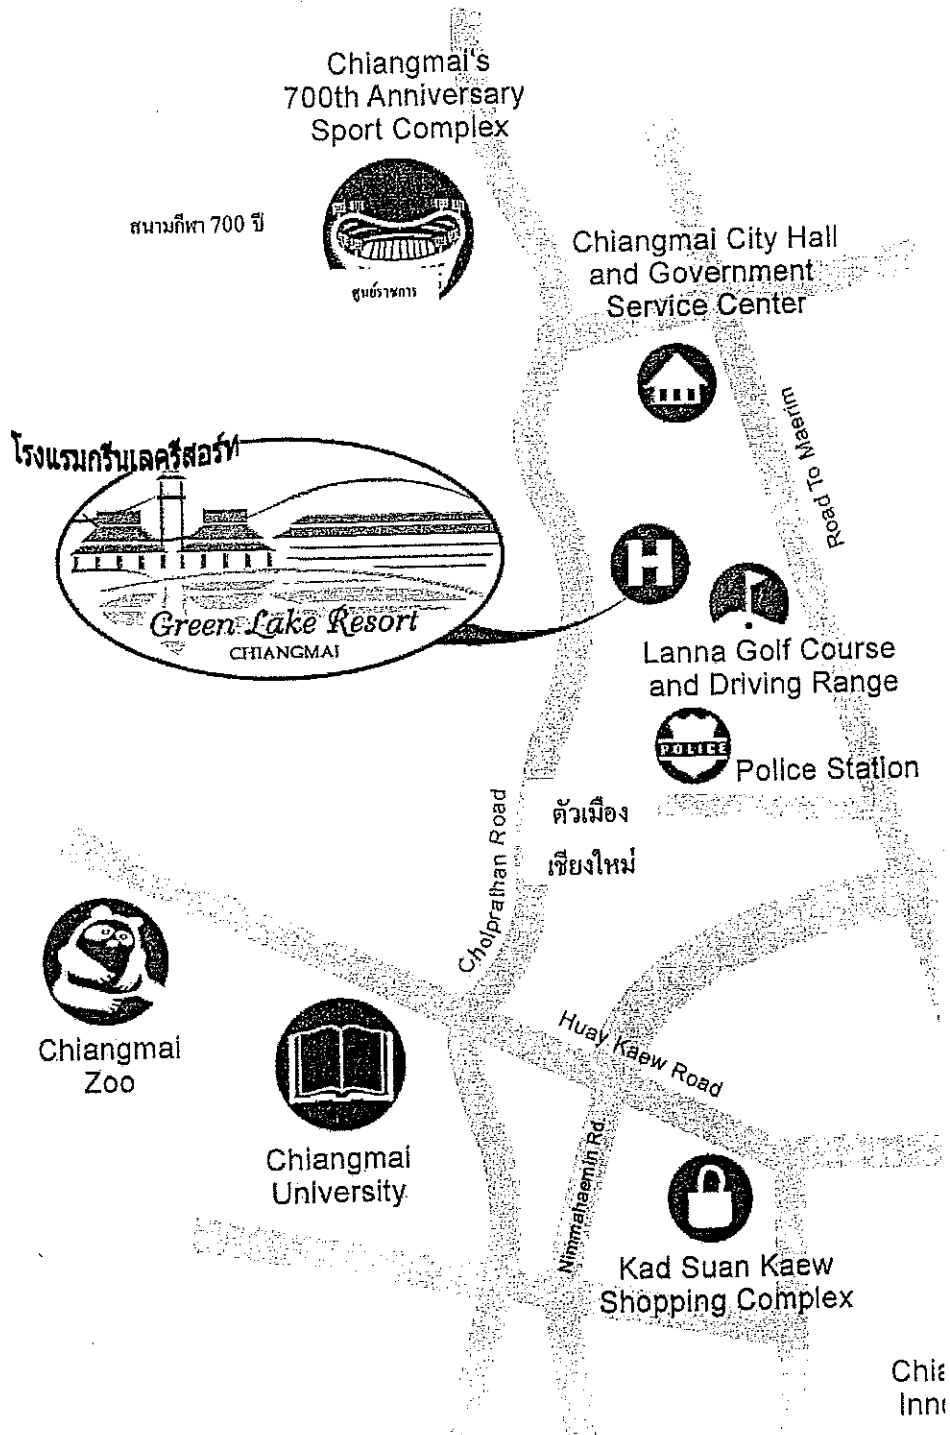 Chiangmai's
700th Anniversary
Sport Complex
สนามกีฬา 700 ปี
ศูนย์ราชการ
Chiangmai City Hall
and Government
Service Center
Road To Maerim
โรงแรมกรีนเลครีสอร์ท
Green Lake Resort
CHIANGMAI
H
Lanna Golf Course
and Driving Range
POLICE
Police Station
ตัวเมือง
เชียงใหม่
Cholprathan Road
Chiangmai
Zoo
Huay Kaew Road
Chiangmai
University
Nimmahaemin Rd.
Kad Suan Kaew
Shopping Complex